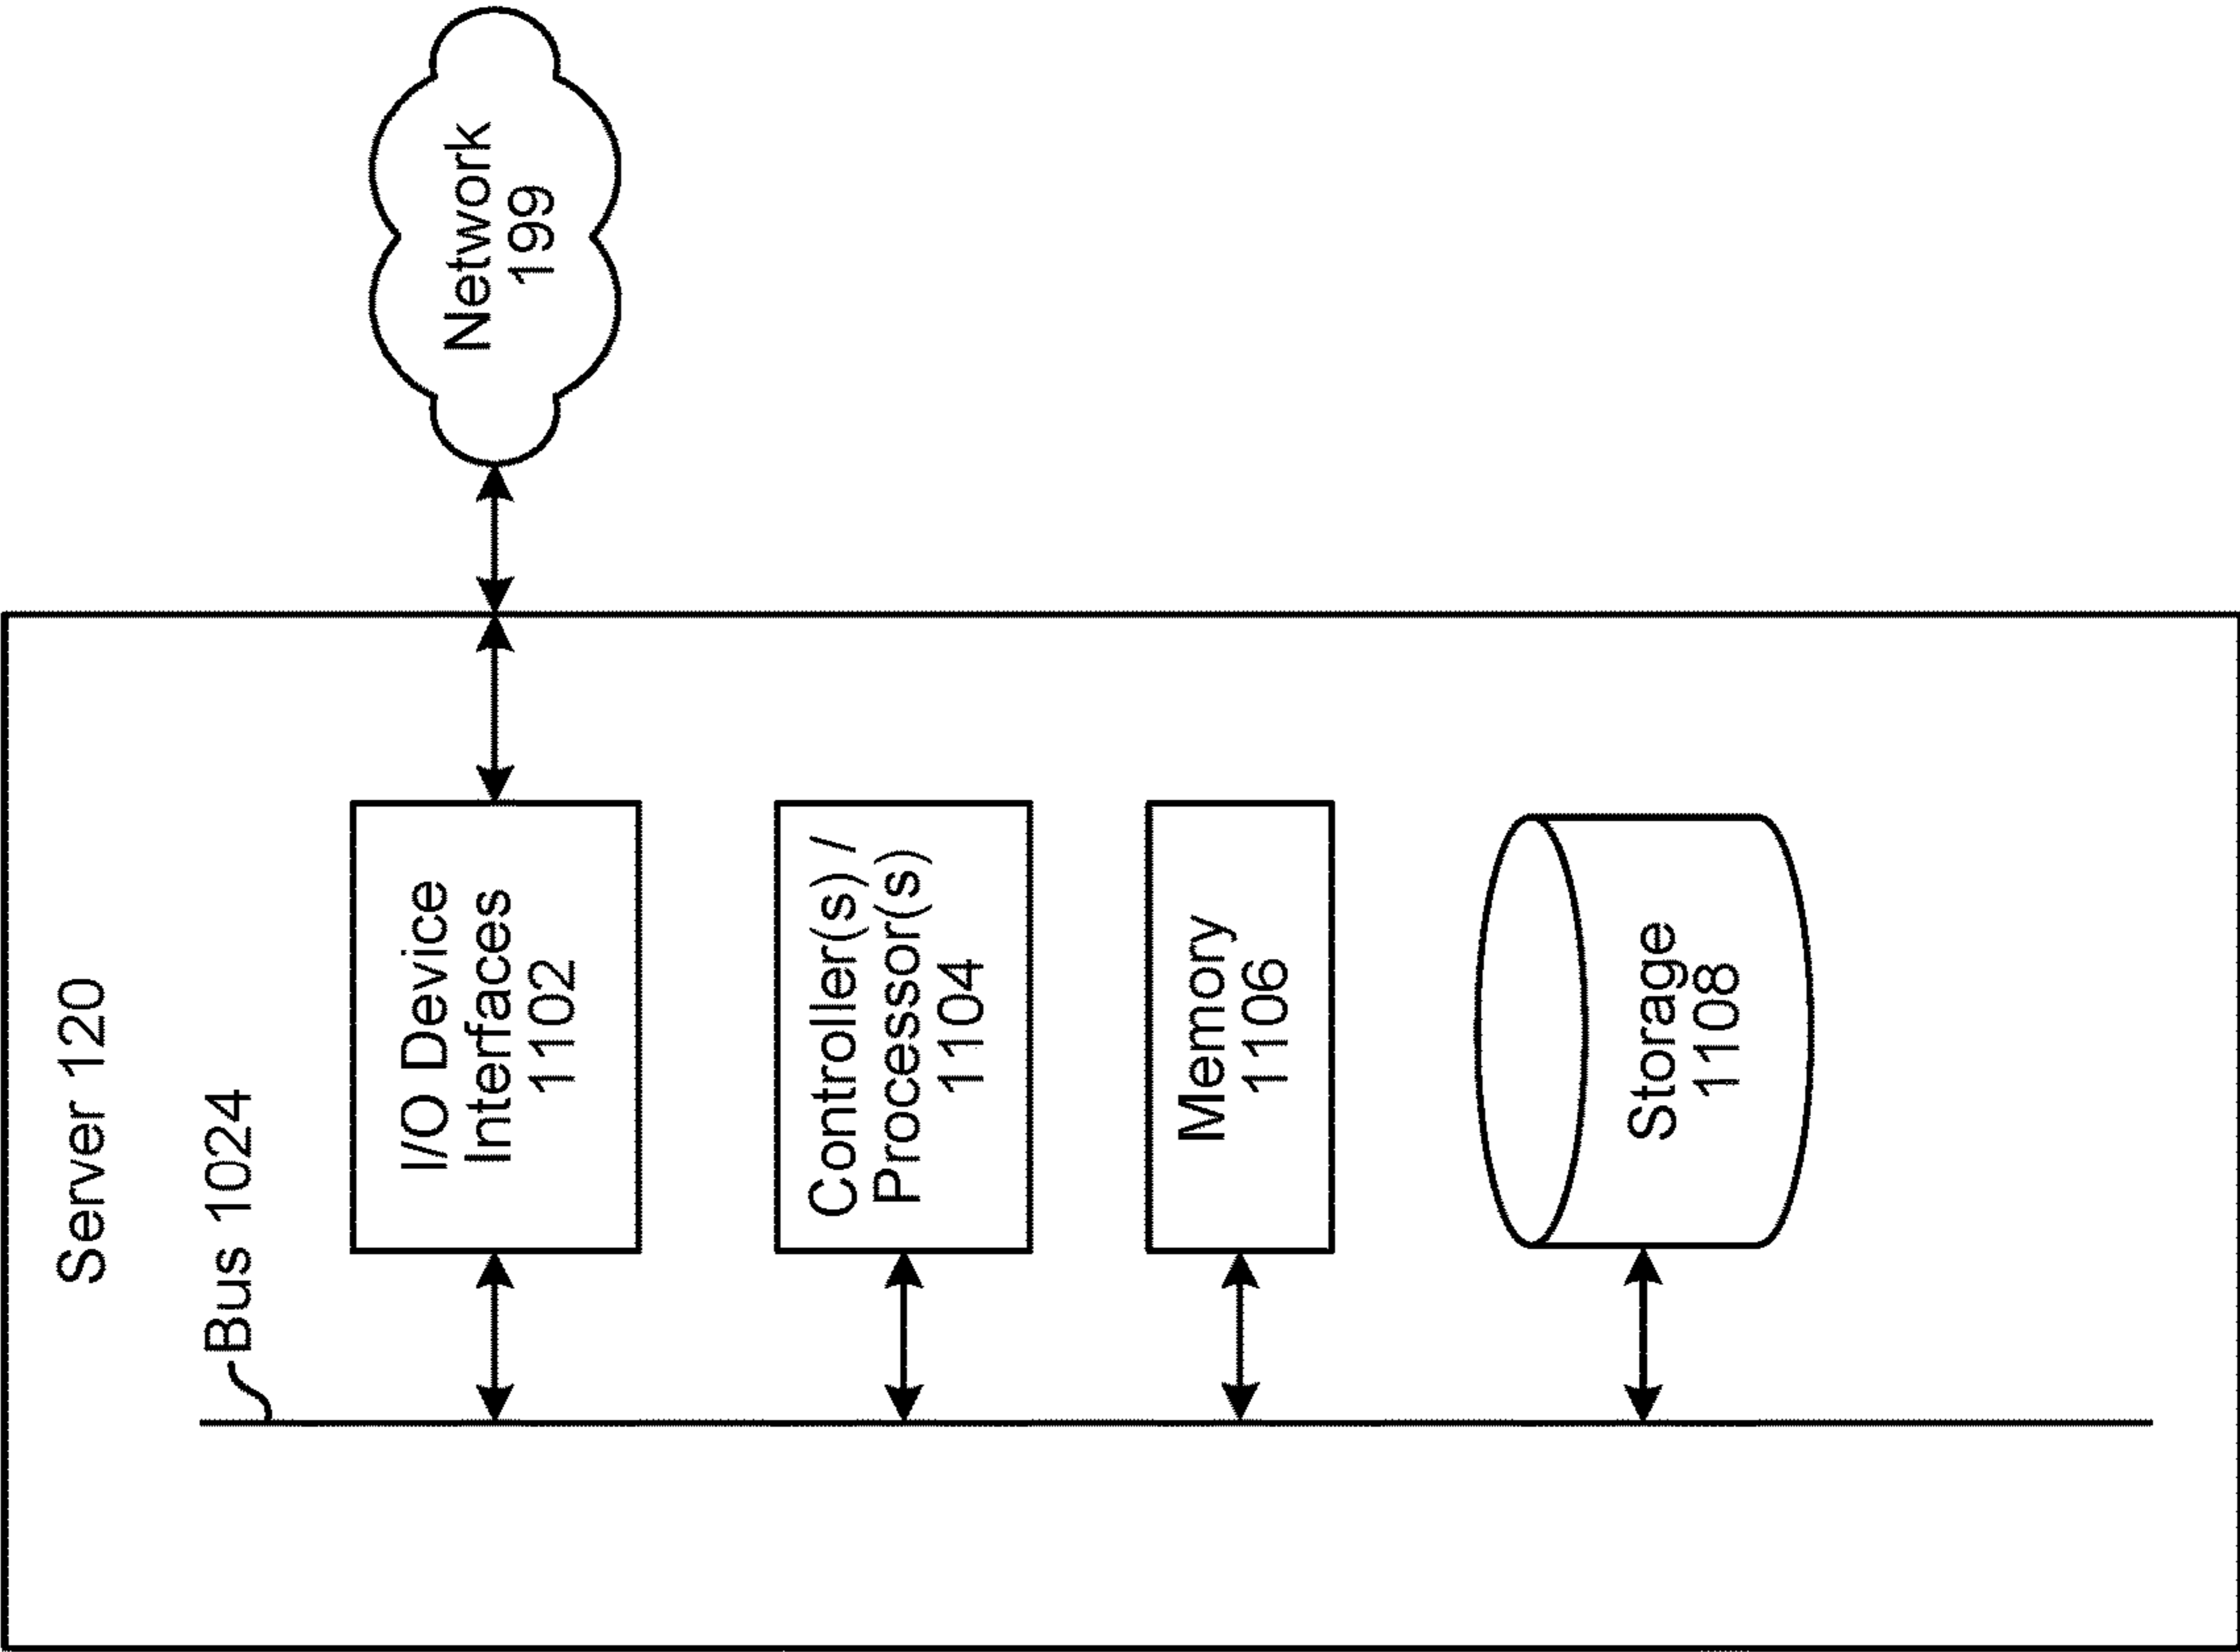 Server 120
Bus 1024
I/O Device
Interfaces
1102
Network
199
Controller(s) /
Processor(s)
1104
Memory
1106
Storage
1108